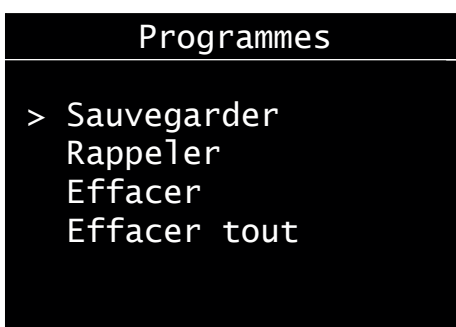 Programmes
> Sauvegarder
Rappeler
Effacer
Effacer tout